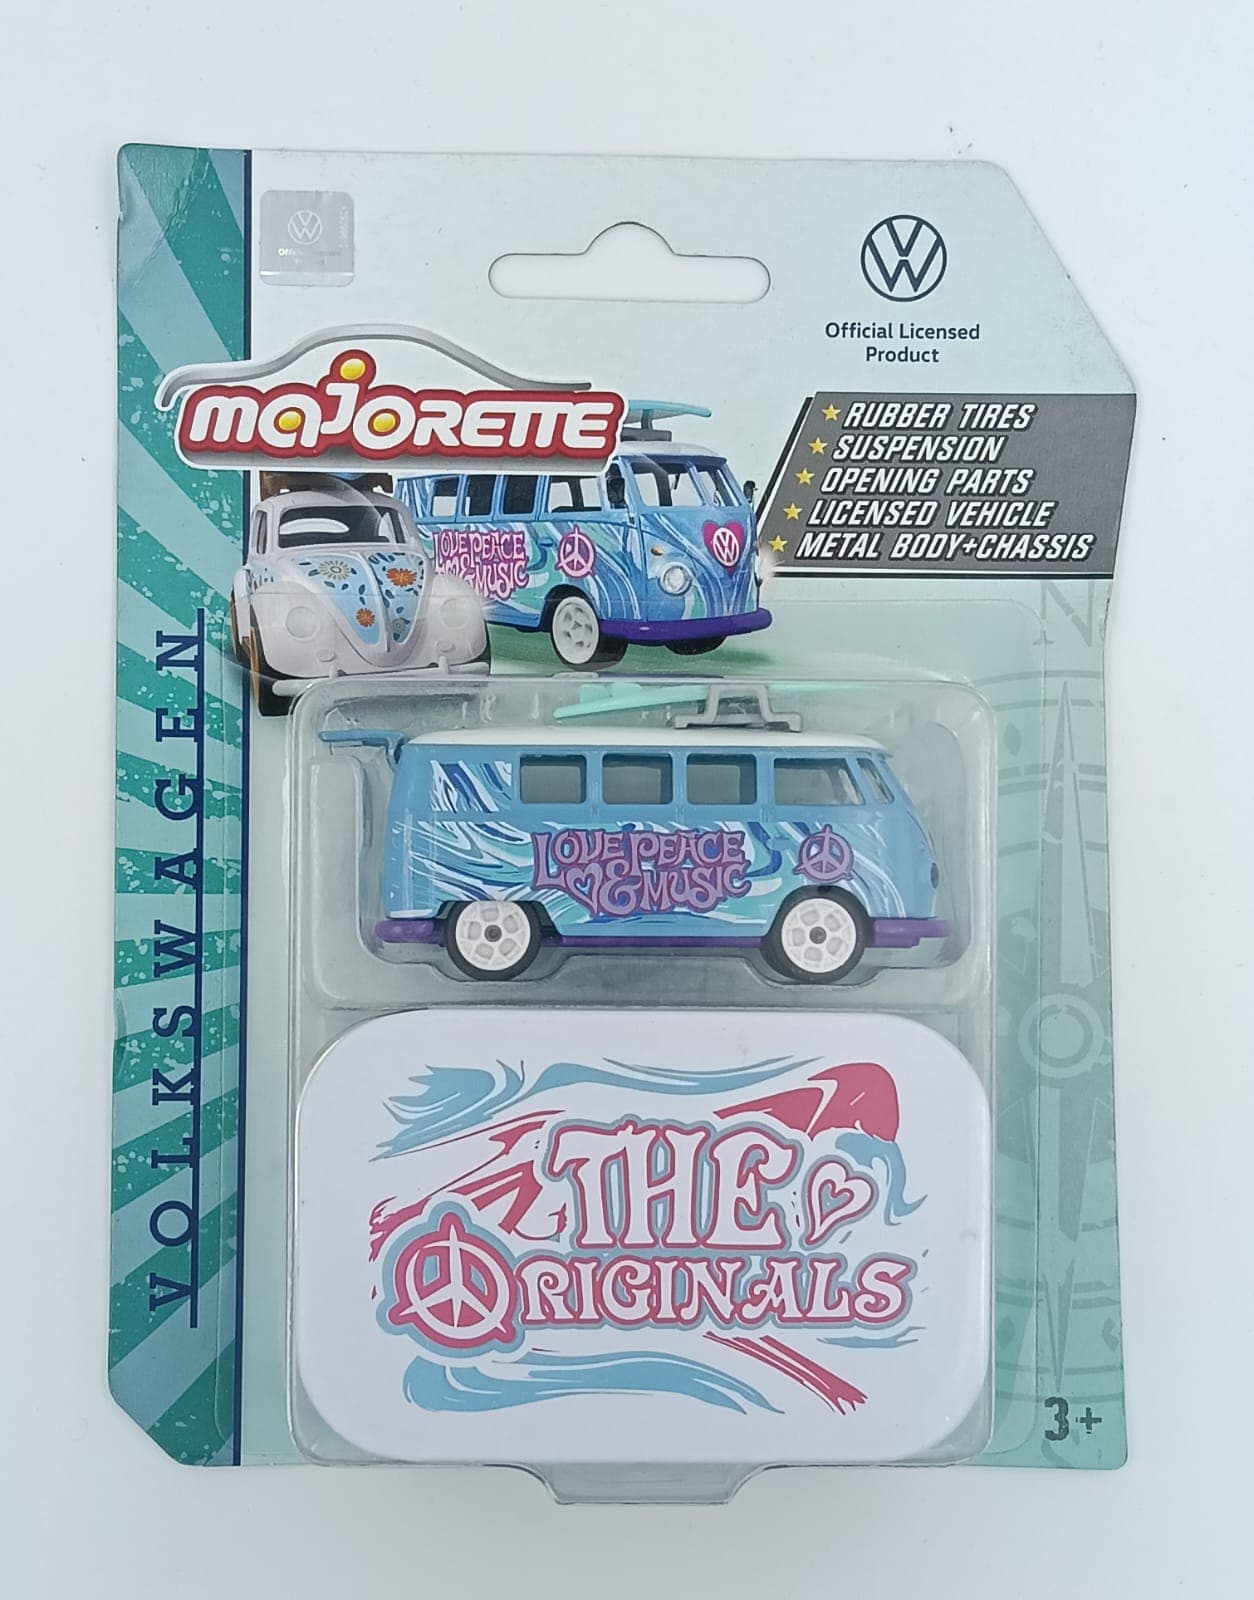 Official Licensed
Product
MAJORETTE
RUBBER TIRES
SUSPENSION
OPENING PARTS
LICENSED VEHICLE
METAL BODY+CHASSIS
LOVE PEACE
& MUSIC
VOLKSWAGEN
LOVE PEACE
& MUSIC
THE
ORIGINALS
3+